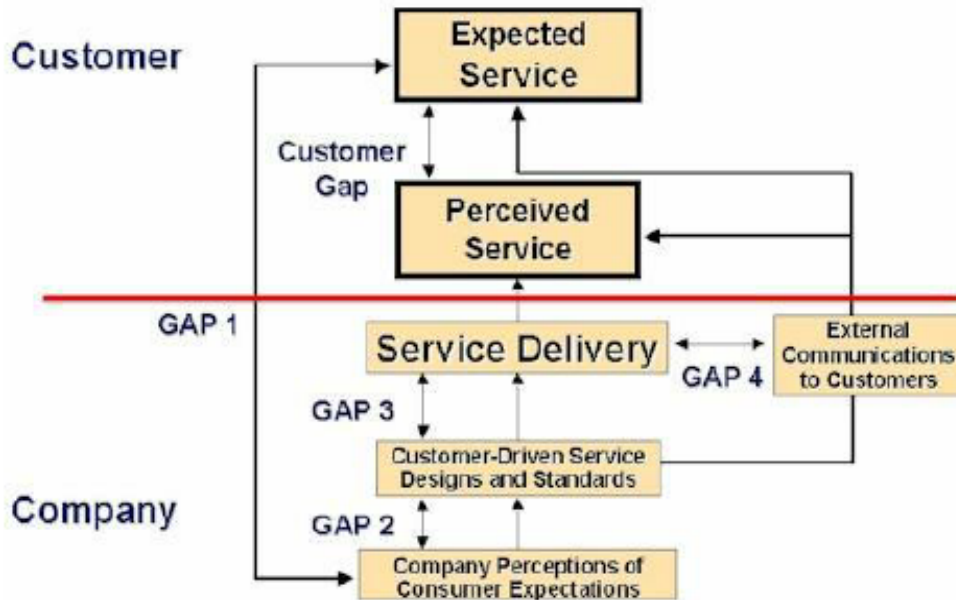 Customer
Expected
Service
Customer
Gap
Perceived
Service
GAP 1
Service Delivery
GAP 4
External
Communications
to Customers
GAP 3
Customer-Driven Service
Designs and Standards
Company
GAP 2
Company Perceptions of
Consumer Expectations